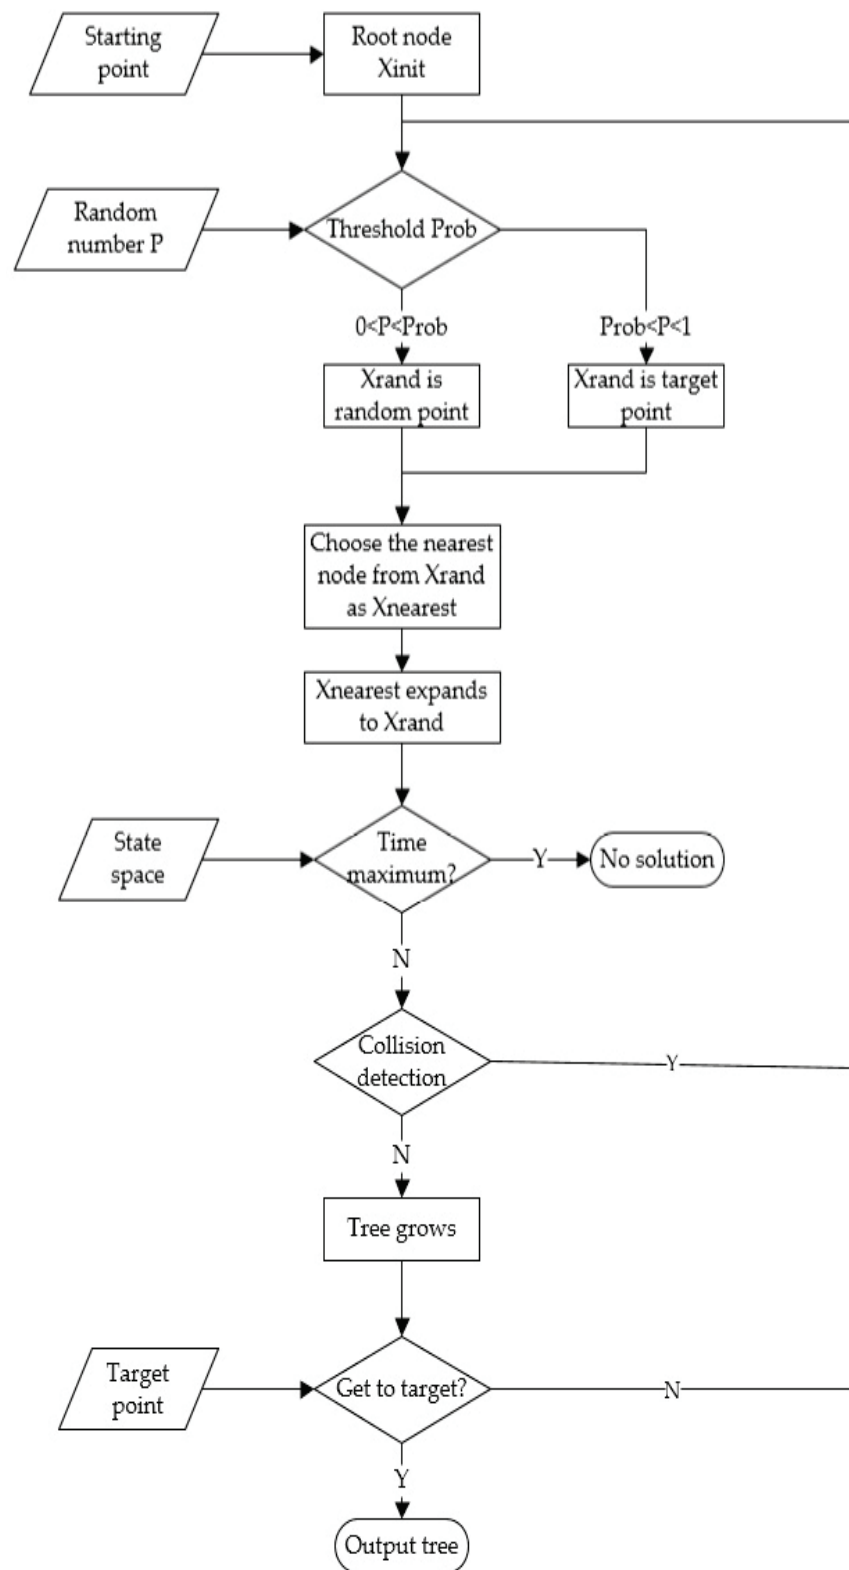 Starting
point
Root node
Xinit
Random
number P
Threshold Prob
0<P<Prob
Prob<P<1
Xrand is
random point
Xrand is target
point
Choose the nearest
node from Xrand
as Xnearest
Xnearest expands
to Xrand
State
space
Time
maximum?
Y
No solution
N
Collision
detection
Y
N
Tree grows
Target
point
Get to target?
N
Y
Output tree